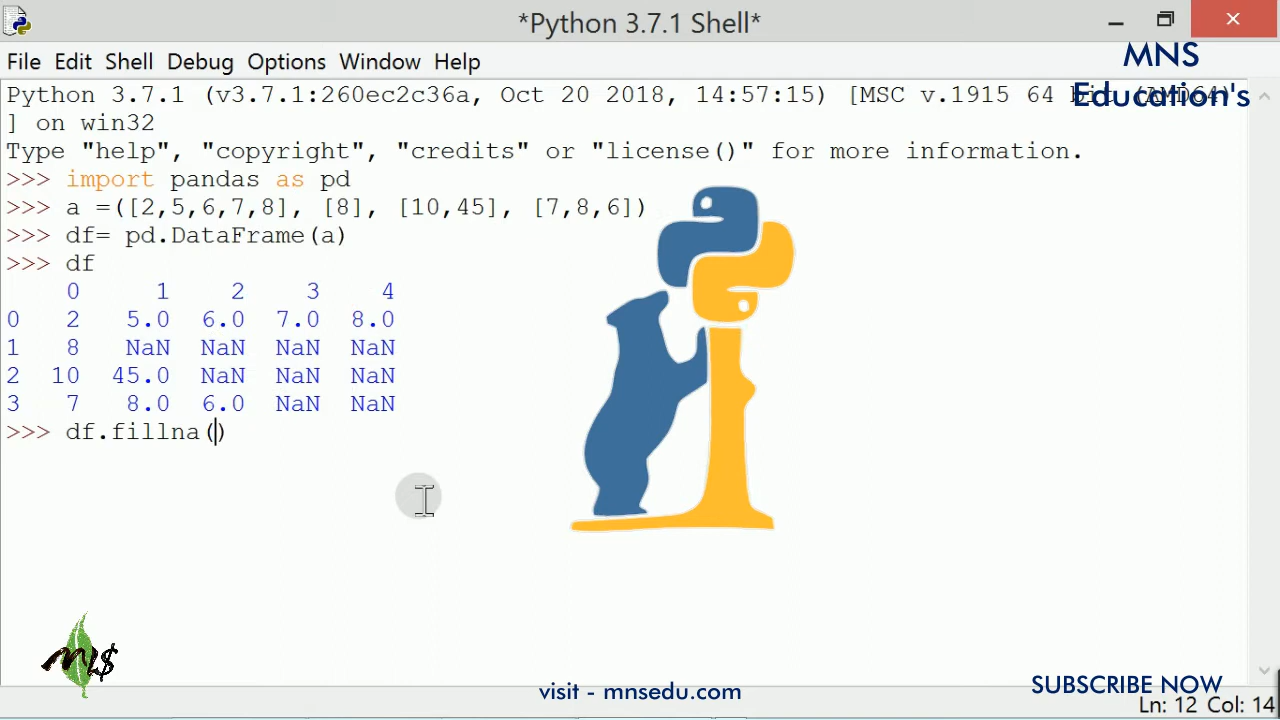 *Python 3.7.1 Shell*
File Edit Shell Debug Options Window Help
MNS
Education's
Python 3.7.1 (v3.7.1:260ec2c36a, Oct 20 2018, 14:57:15) [MSC v.1915 64 bit (AMD64)
] on win32
Type "help", "copyright", "credits" or "license()" for more information.
>>> import pandas as pd
>>> a =([2,5,6,7,8], [8], [10,45], [7,8,6])
>>> df= pd.DataFrame(a)
>>> df
0 1 2 3 4
0 2 5.0 6.0 7.0 8.0
1 8 NaN NaN NaN NaN
2 10 45.0 NaN NaN NaN
3 7 8.0 6.0 NaN NaN
>>> df.fillna()
MLS
visit - mnsedu.com
SUBSCRIBE NOW
Ln: 12 Col: 14